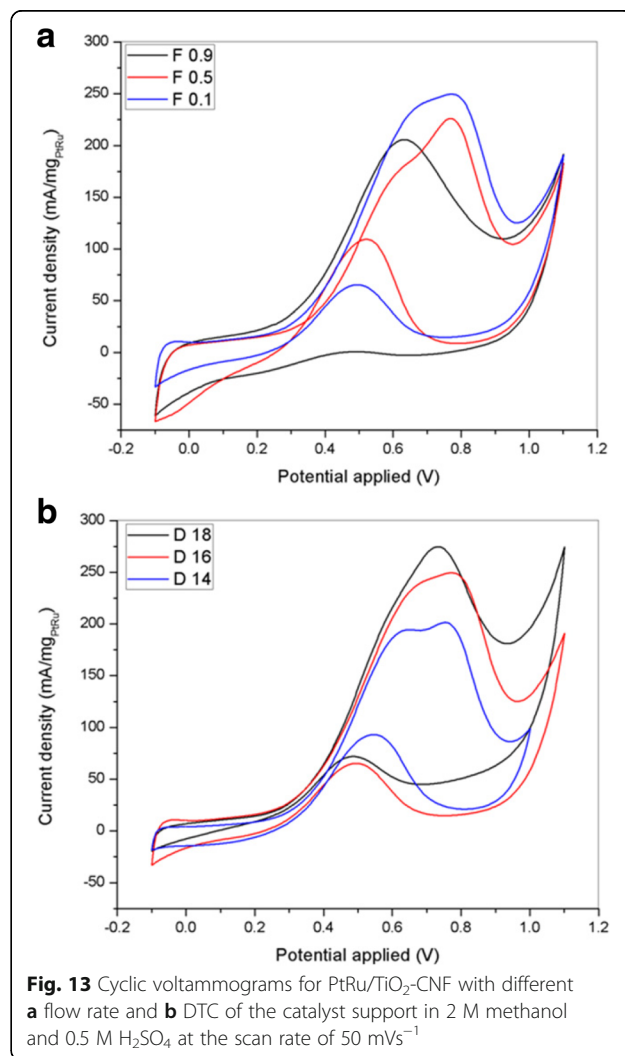 a
F 0.9
F 0.5
F 0.1
300
250
200
150
100
50
0
-50
Current density (mA/mgPtRu)
-0.2 0.0 0.2 0.4 0.6 0.8 1.0 1.2
Potential applied (V)
b
D 18
D 16
D 14
300
250
200
150
100
50
0
-50
Current density (mA/mgPtRu)
-0.2 0.0 0.2 0.4 0.6 0.8 1.0 1.2
Potential applied (V)
Fig. 13 Cyclic voltammograms for PtRu/TiO₂-CNF with different
a flow rate and b DTC of the catalyst support in 2 M methanol
and 0.5 M H₂SO₄ at the scan rate of 50 mVs⁻¹